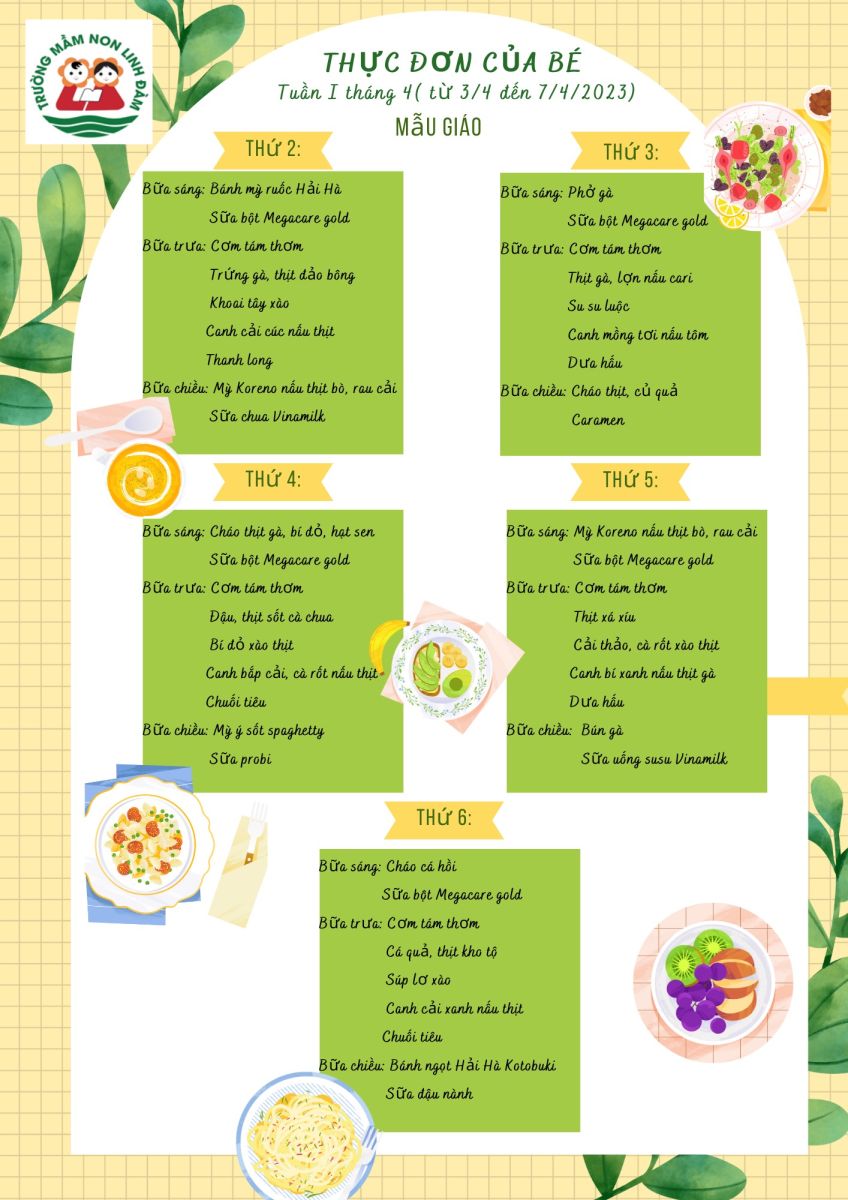 TRƯỜNG MẦM NON LINH ĐÀM
THỰC ĐƠN CỦA BÉ
Tuần I tháng 4( từ 3/4 đến 7/4/2023)
MẪU GIÁO
THỨ 2:
Bữa sáng: Bánh mỳ ruốc Hải Hà
Sữa bột Megacare gold
Bữa trưa: Cơm tám thơm
Trứng gà, thịt đảo bông
Khoai tây xào
Canh cải cúc nấu thịt
Thanh long
Bữa chiều: Mỳ Koreno nấu thịt bò, rau cải
Sữa chua Vinamilk
THỨ 3:
Bữa sáng: Phở gà
Sữa bột Megacare gold
Bữa trưa: Cơm tám thơm
Thịt gà, lợn nấu cari
Su su luộc
Canh mồng tơi nấu tôm
Dưa hấu
Bữa chiều: Cháo thịt, củ quả
Caramen
THỨ 4:
Bữa sáng: Cháo thịt gà, bí đỏ, hạt sen
Sữa bột Megacare gold
Bữa trưa: Cơm tám thơm
Đậu, thịt sốt cà chua
Bí đỏ xào thịt
Canh bắp cải, cà rốt nấu thịt
Chuối tiêu
Bữa chiều: Mỳ ý sốt spaghetty
Sữa probi
THỨ 5:
Bữa sáng: Mỳ Koreno nấu thịt bò, rau cải
Sữa bột Megacare gold
Bữa trưa: Cơm tám thơm
Thịt xá xíu
Cải thảo, cà rốt xào thịt
Canh bí xanh nấu thịt gà
Dưa hấu
Bữa chiều: Bún gà
Sữa uống susu Vinamilk
THỨ 6:
Bữa sáng: Cháo cá hồi
Sữa bột Megacare gold
Bữa trưa: Cơm tám thơm
Cá quả, thịt kho tộ
Súp lơ xào
Canh cải xanh nấu thịt
Chuối tiêu
Bữa chiều: Bánh ngọt Hải Hà Kotobuki
Sữa đậu nành